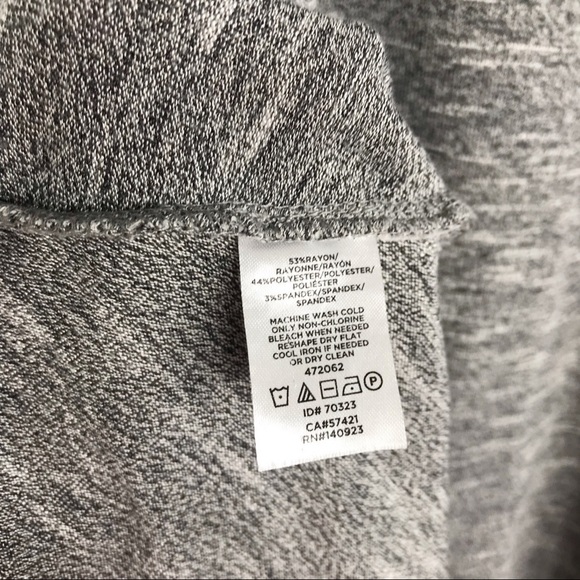 53%RAYON/
RAYONNE/RAYÓN
44%POLYESTER/POLYESTER/
POLIÉSTER
3%SPANDEX/SPANDEX/
SPANDEX
MACHINE WASH COLD
ONLY NON-CHLORINE
BLEACH WHEN NEEDED
RESHAPE DRY FLAT
COOL IRON IF NEEDED
OR DRY CLEAN
472062
P
ID# 70323
CA#57421
RN#140923